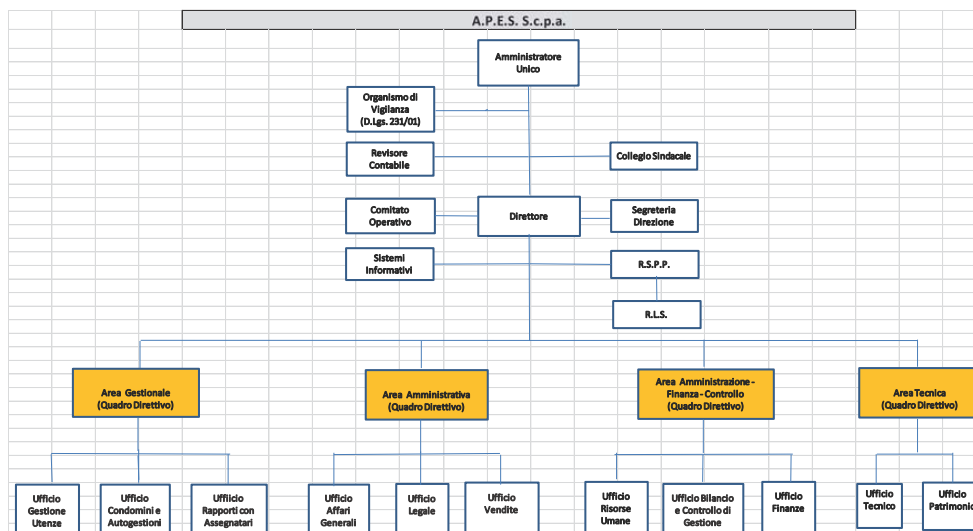 A.P.E.S. S.c.p.a.
Amministratore
Unico
Organismo di
Vigilanza
(D.Lgs. 231/01)
Revisore
Contabile
Collegio Sindacale
Comitato
Operativo
Direttore
Segreteria
Direzione
Sistemi
Informativi
R.S.P.P.
R.L.S.
Area Gestionale
(Quadro Direttivo)
Area Amministrativa
(Quadro Direttivo)
Area Amministrazione -
Finanza - Controllo
(Quadro Direttivo)
Area Tecnica
(Quadro Direttivo)
Ufficio
Gestione
Utenze
Ufficio
Condomini e
Autogestioni
Uffiicio
Rapporti con
Assegnatari
Ufficio
Affari
Generali
Ufficio
Legale
Ufficio
Vendite
Ufficio
Risorse
Umane
Ufficio Bilancio
e Controllo di
Gestione
Ufficio
Finanze
Ufficio
Tecnico
Ufficio
Patrimonio